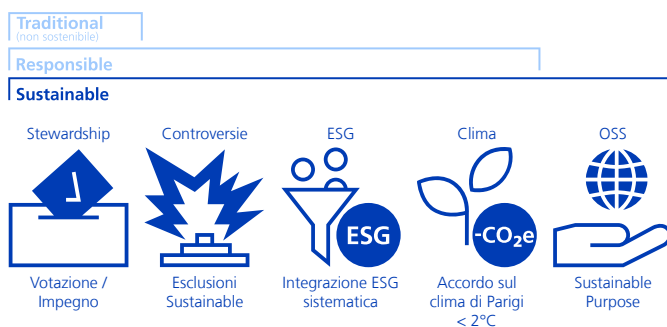 Traditional
(non sostenibile)
Responsible
Sustainable
Stewardship
Controversie
ESG
Clima
OSS
ESG
-CO₂e
Votazione /
Impegno
Esclusioni
Sustainable
Integrazione ESG
sistematica
Accordo sul
clima di Parigi
< 2°C
Sustainable
Purpose